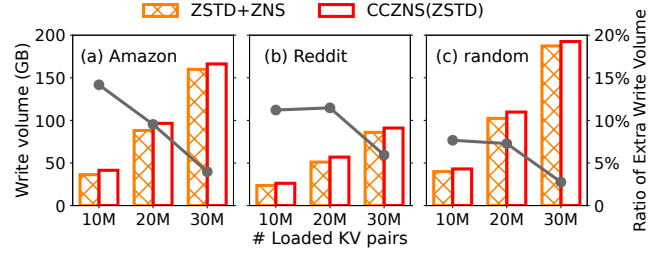 ZSTD+ZNS CCZNS(ZSTD)
Write volume (GB)
200
150
100
50
0
(a) Amazon
10M 20M 30M
(b) Reddit
10M 20M 30M
(c) random
10M 20M 30M
20%
15%
10%
5%
0
Ratio of Extra Write Volume
# Loaded KV pairs